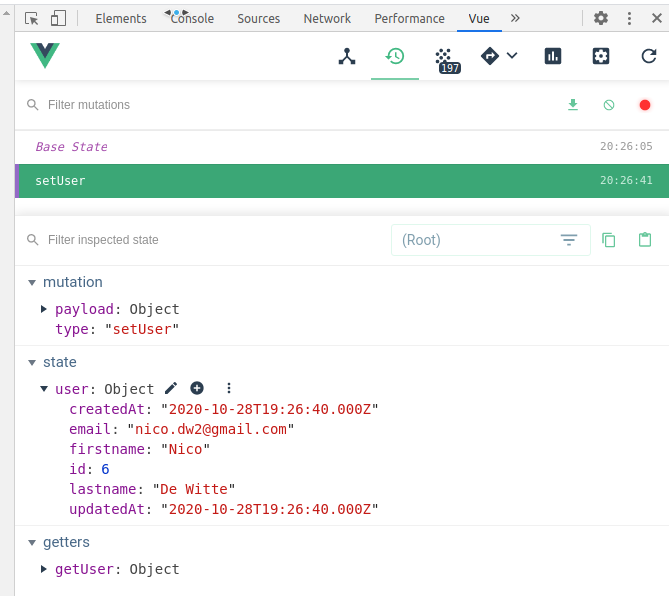 Elements Console Sources Network Performance Vue »
197
Filter mutations
Base State 20:26:05
setUser 20:26:41
Filter inspected state (Root)
mutation
payload: Object
type: "setUser"
state
user: Object
createdAt: "2020-10-28T19:26:40.000Z"
email: "nico.dw2@gmail.com"
firstname: "Nico"
id: 6
lastname: "De Witte"
updatedAt: "2020-10-28T19:26:40.000Z"
getters
getUser: Object